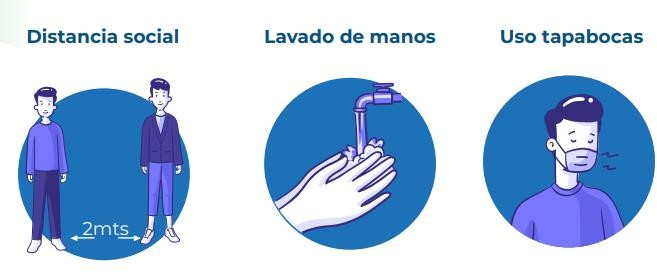 Distancia social
Lavado de manos
Uso tapabocas
2mts